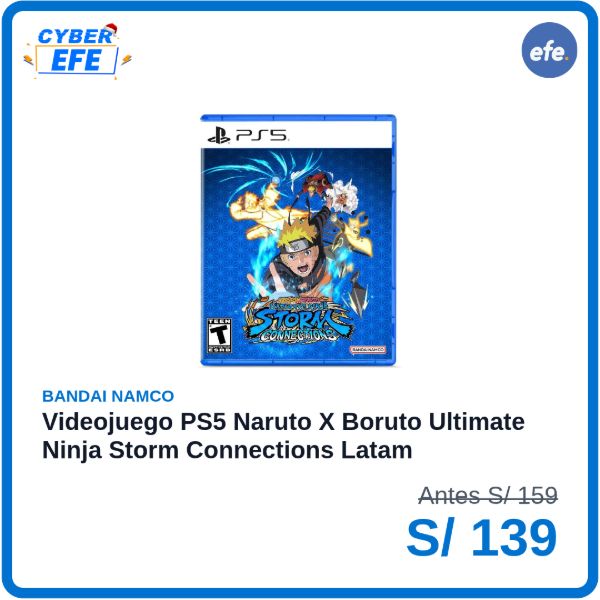 CYBER
EFE
efe.
PS5
STORM
CONNECTIONS
TEEN
T
ESRB
BANDAI NAMCO
BANDAI NAMCO
Videojuego PS5 Naruto X Boruto Ultimate
Ninja Storm Connections Latam
Antes S/ 159
S/ 139